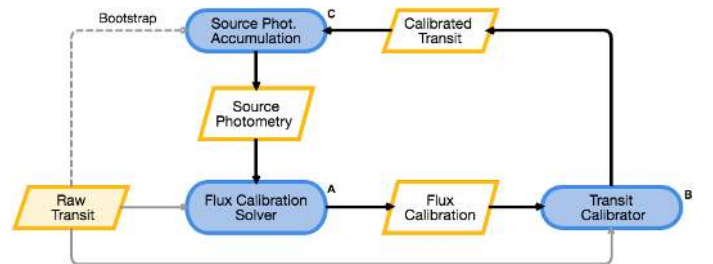 Bootstrap
Source Phot.
Accumulation
C
Calibrated
Transit
Source
Photometry
Raw
Transit
Flux Calibration
Solver
A
Flux
Calibration
Transit
Calibrator
B